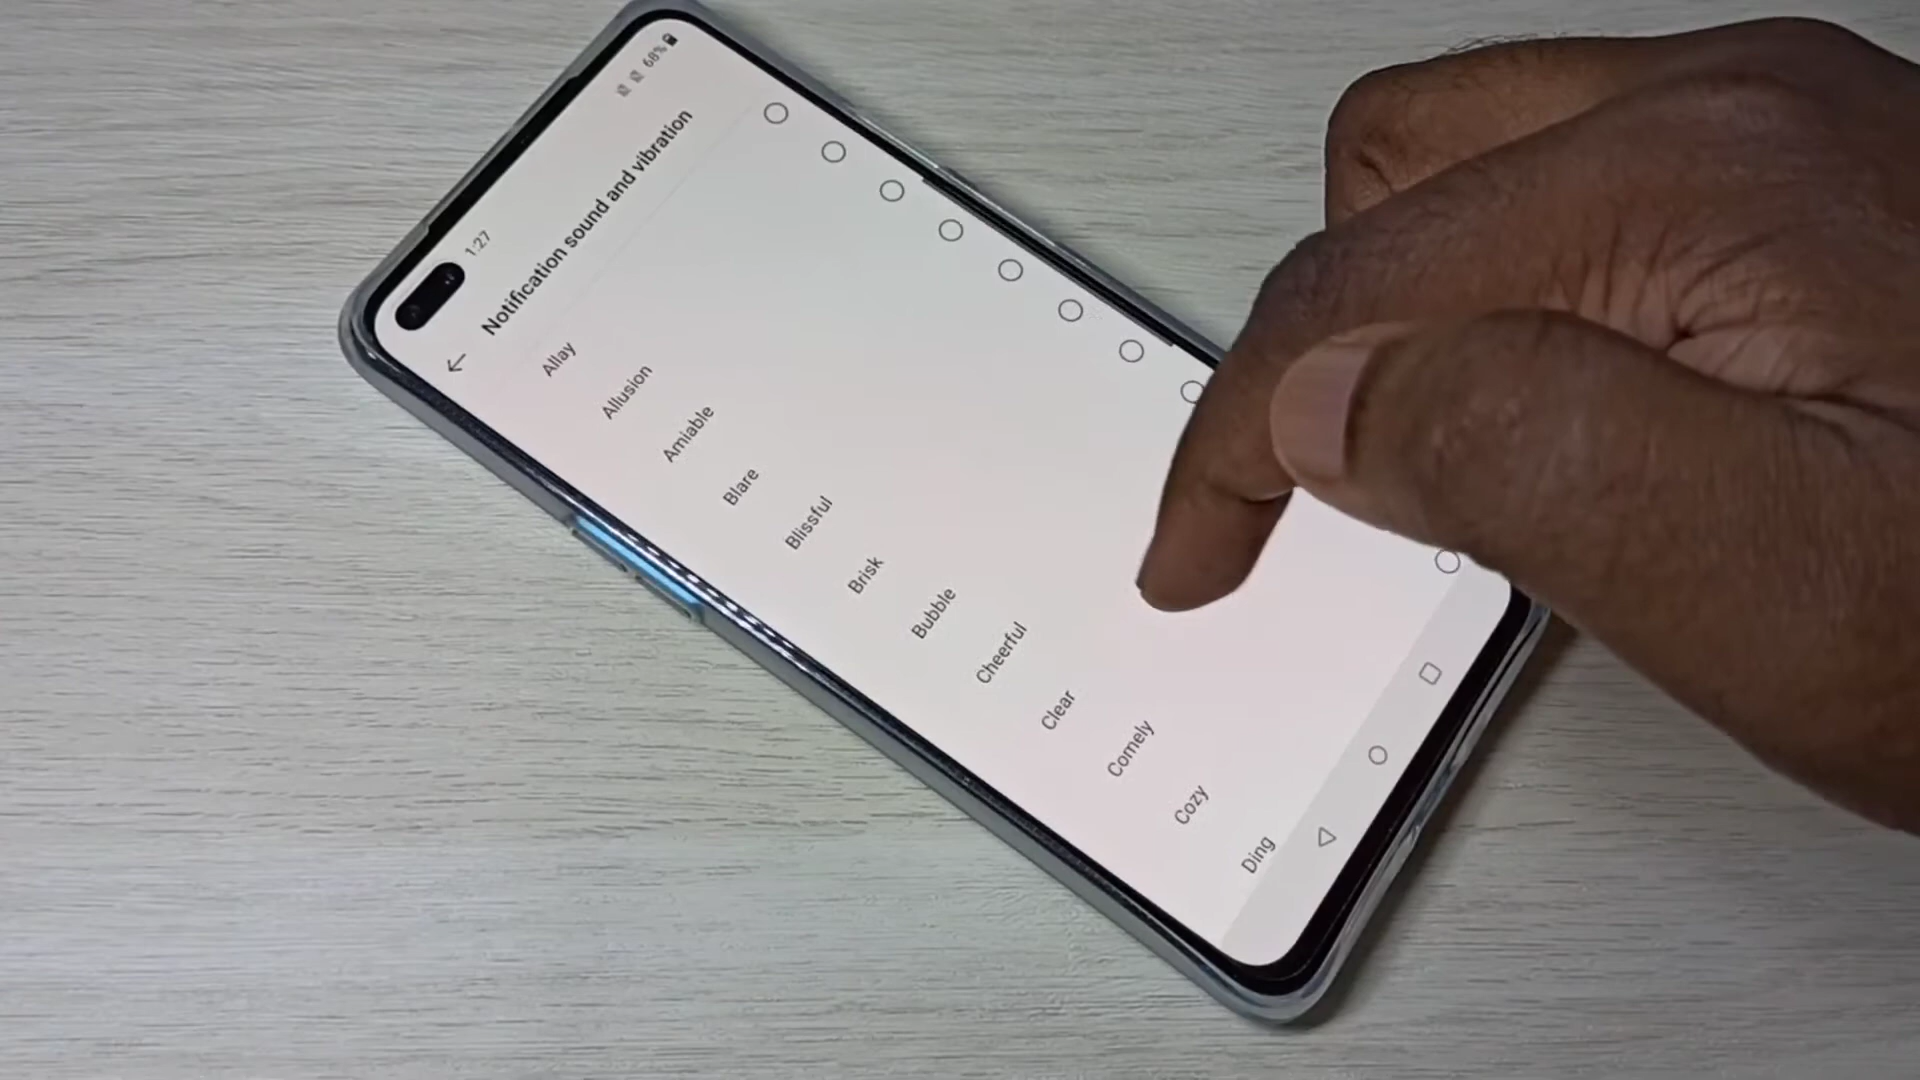 1:27 68%
Notification sound and vibration
Allay
Allusion
Amiable
Blare
Blissful
Brisk
Bubble
Cheerful
Clear
Comely
Cozy
Ding